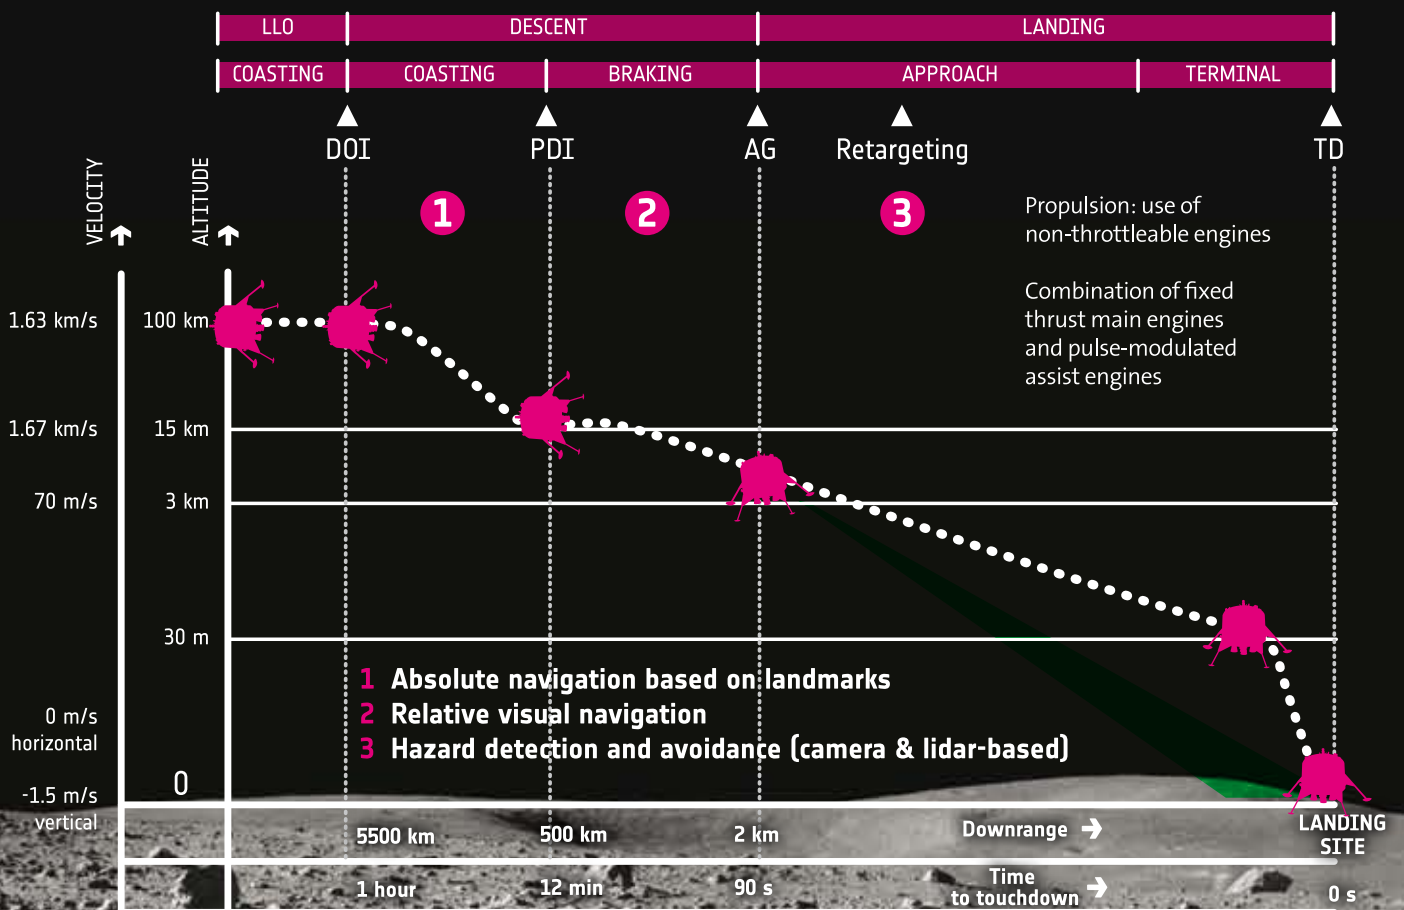 LLO
DESCENT
LANDING
COASTING
COASTING
BRAKING
APPROACH
TERMINAL
DOI
PDI
AG
Retargeting
TD
VELOCITY
ALTITUDE
1
2
3
Propulsion: use of
non-throttleable engines
Combination of fixed
thrust main engines
and pulse-modulated
assist engines
1.63 km/s
100 km
1.67 km/s
15 km
70 m/s
3 km
30 m
1 Absolute navigation based on landmarks
2 Relative visual navigation
3 Hazard detection and avoidance (camera & lidar-based)
0 m/s
horizontal
0
-1.5 m/s
vertical
5500 km
500 km
2 km
Downrange
LANDING
SITE
1 hour
12 min
90 s
Time
to touchdown
0 s